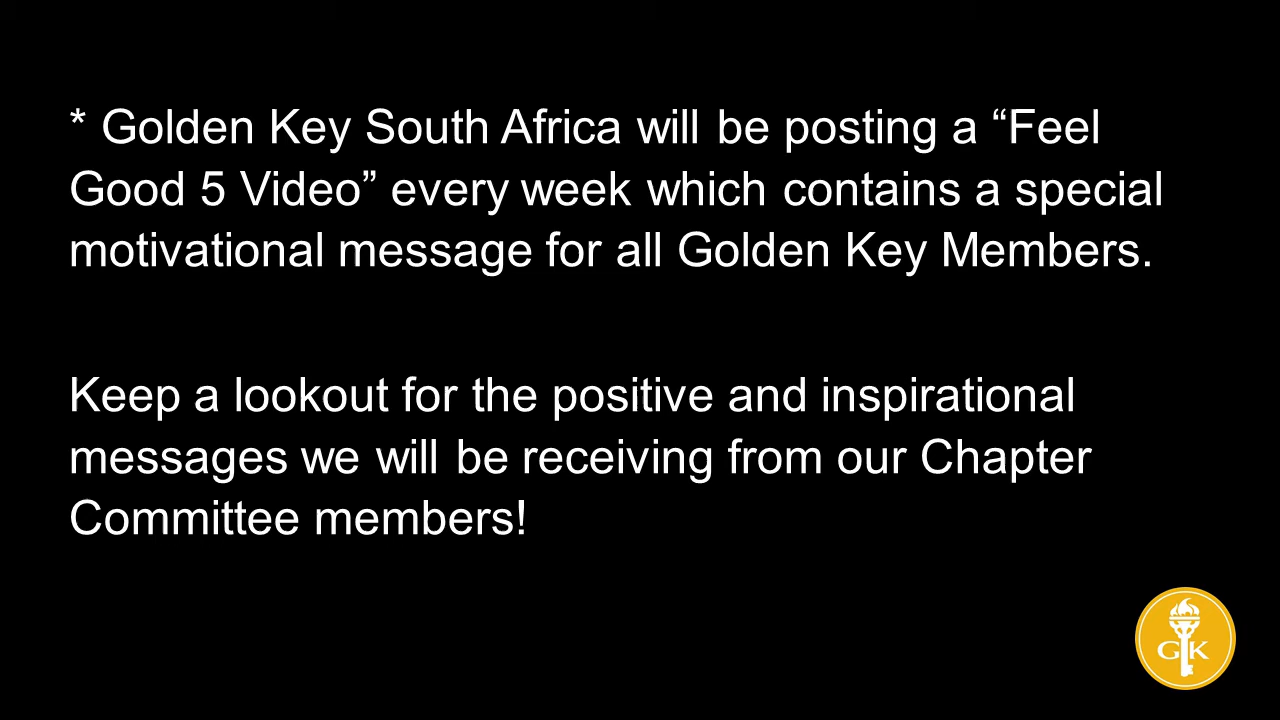 * Golden Key South Africa will be posting a “Feel
Good 5 Video” every week which contains a special
motivational message for all Golden Key Members.
Keep a lookout for the positive and inspirational
messages we will be receiving from our Chapter
Committee members!
G K